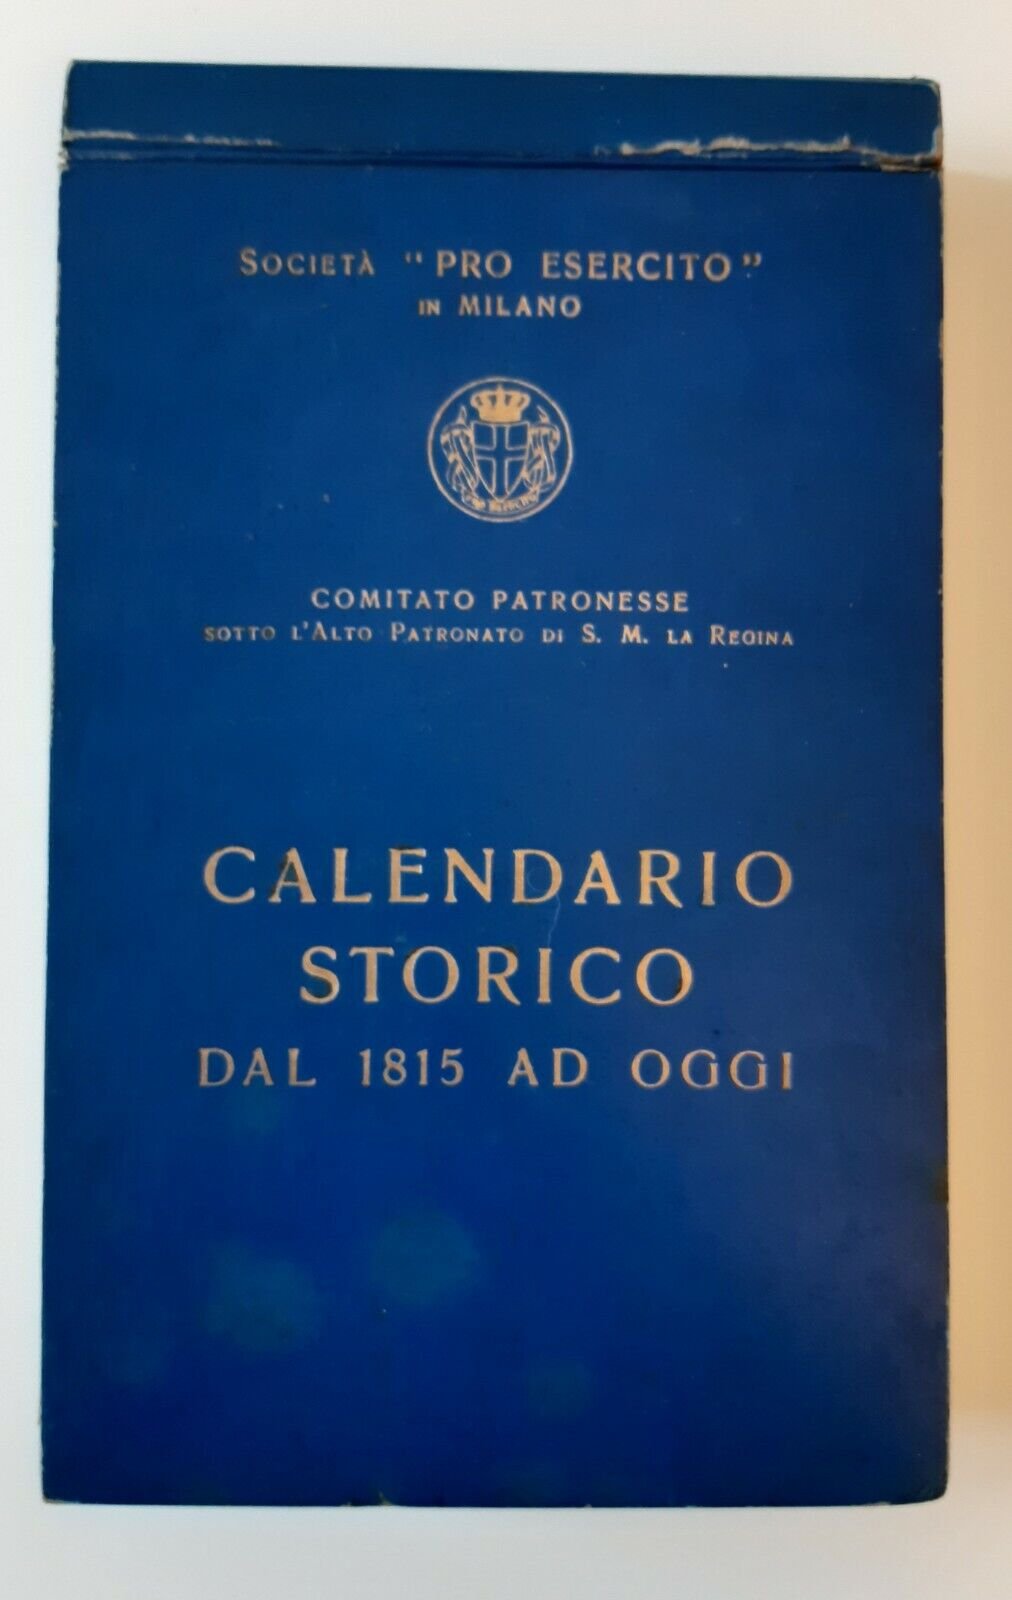 SOCIETÀ "PRO ESERCITO"
IN MILANO
COMITATO PATRONESSE
SOTTO L'ALTO PATRONATO DI S. M. LA REGINA
CALENDARIO
STORICO
DAL 1815 AD OGGI